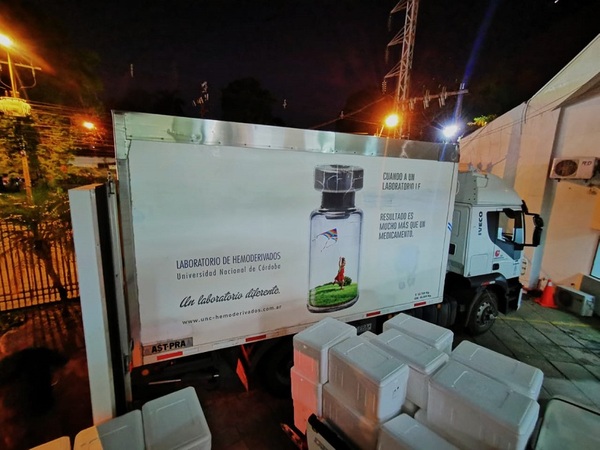 CUANDO A UN
LABORATORIO LE
RESULTADO ES
MUCHO MÁS QUE UN
MEDICAMENTO.
LABORATORIO DE HEMODERIVADOS
Universidad Nacional de Córdoba
Un laboratorio diferente.
www.unc-hemoderivados.com.ar
AST-PRA
IVECO